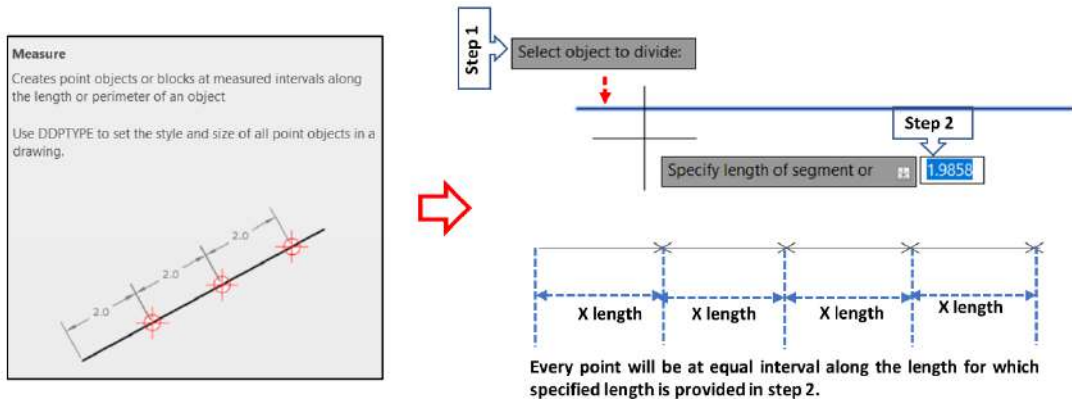 Measure
Creates point objects or blocks at measured intervals along
the length or perimeter of an object
Use DDPTYPE to set the style and size of all point objects in a
drawing.
2.0
2.0
2.0
Step 1
Select object to divide:
Step 2
Specify length of segment or
1.9858
X length
X length
X length
X length
Every point will be at equal interval along the length for which
specified length is provided in step 2.